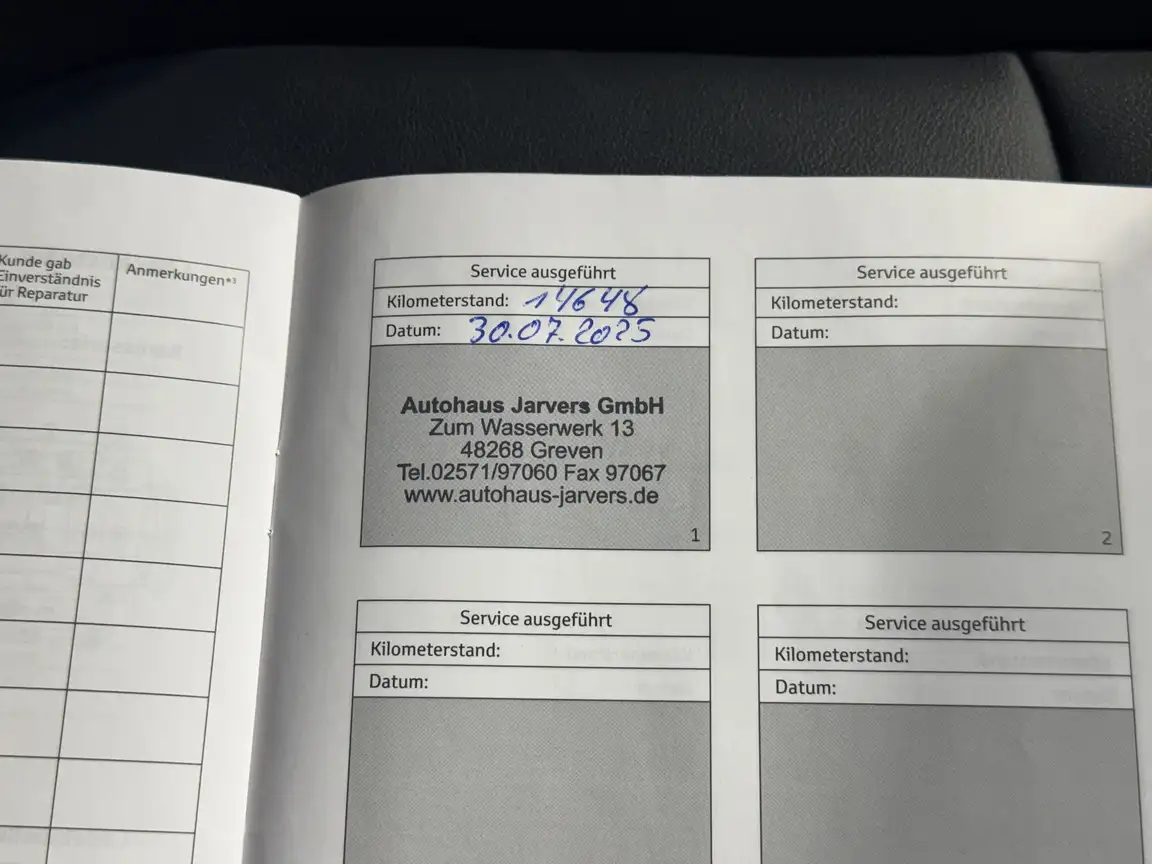 Kunde gab
Einverständnis
für Reparatur
Anmerkungen*⁾
Service ausgeführt
Kilometerstand: 14648
Datum: 30.07.2025
Autohaus Jarvers GmbH
Zum Wasserwerk 13
48268 Greven
Tel.02571/97060 Fax 97067
www.autohaus-jarvers.de
1
Service ausgeführt
Kilometerstand:
Datum:
2
Service ausgeführt
Kilometerstand:
Datum:
Service ausgeführt
Kilometerstand:
Datum: